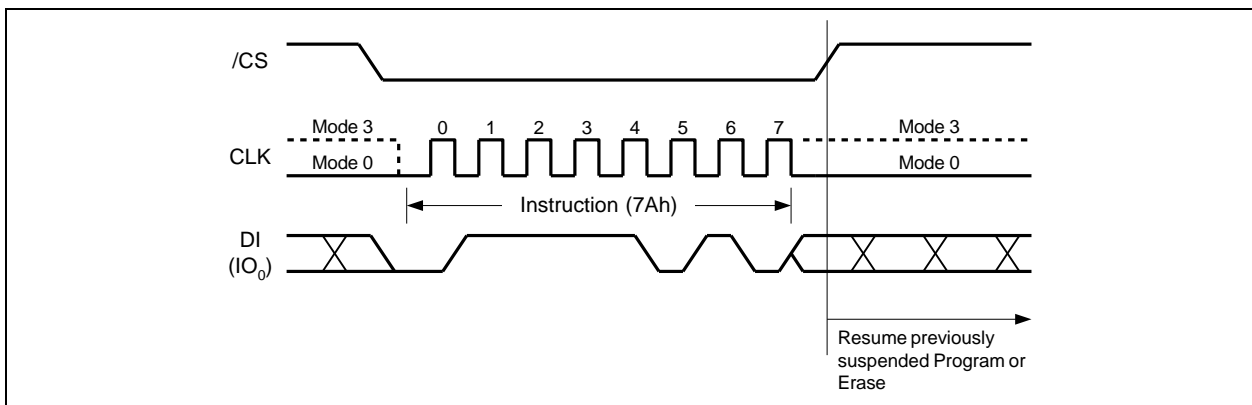 /CS
Mode 3
0 1 2 3 4 5 6 7
Mode 3
CLK
Mode 0
Mode 0
Instruction (7Ah)
DI
(IO0)
Resume previously
suspended Program or
Erase